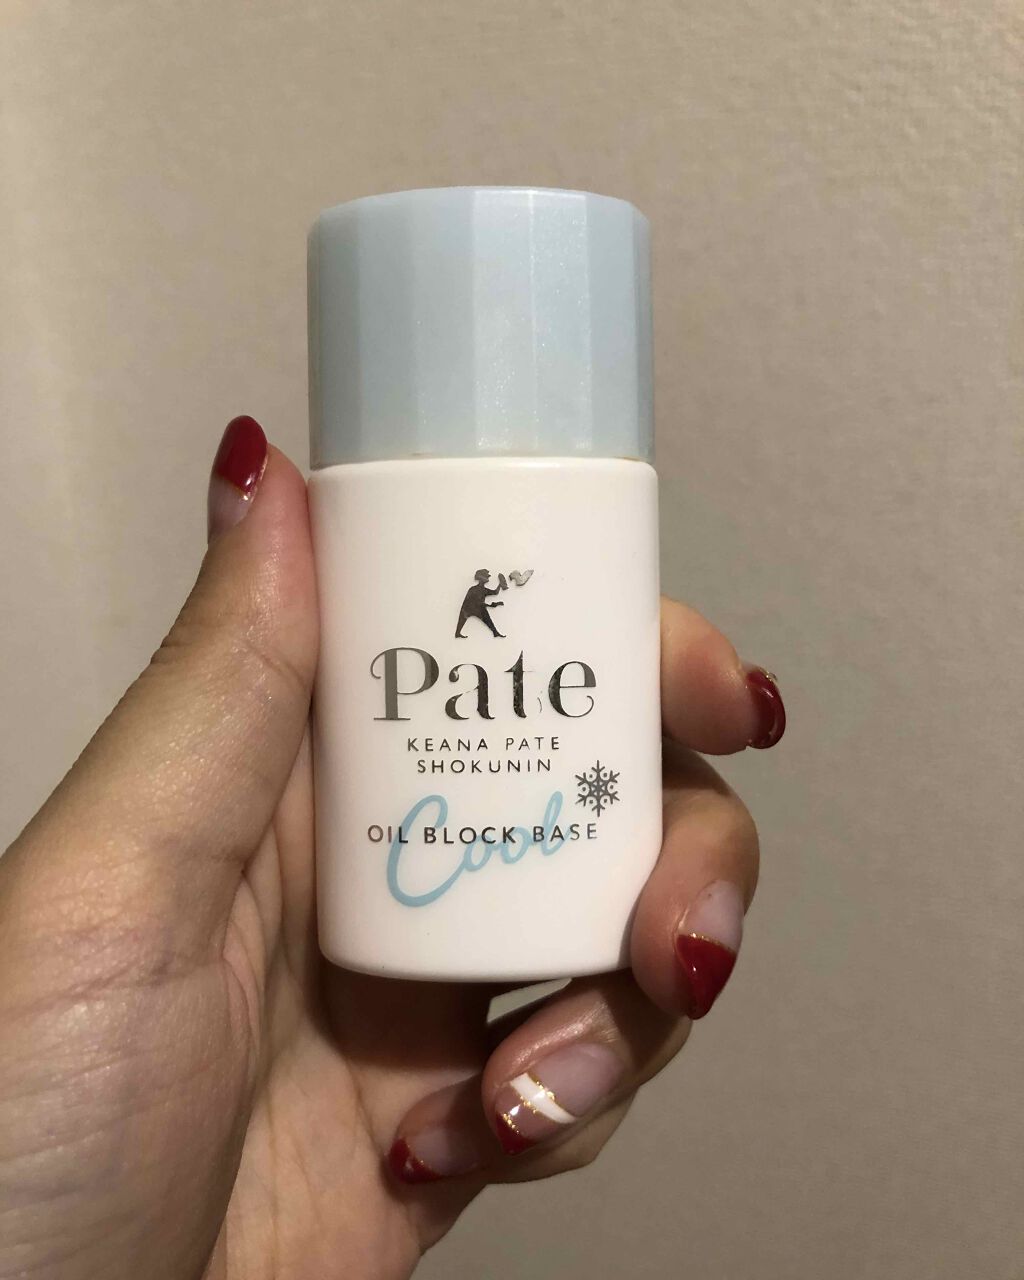 Pate
KEANA PATE
SHOKUNIN
Cool
OIL BLOCK BASE